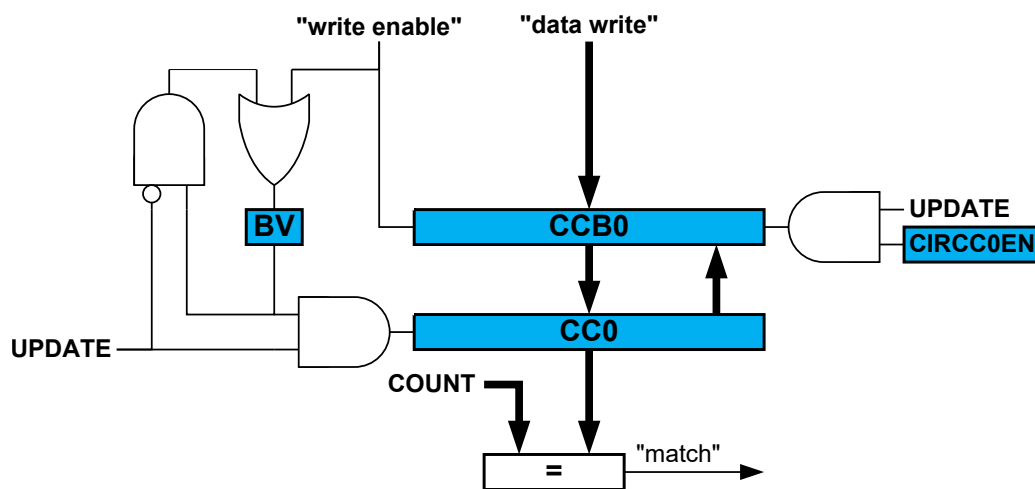 "write enable"
"data write"
BV
CCB0
UPDATE
CIRCC0EN
UPDATE
CC0
COUNT
"match"
=